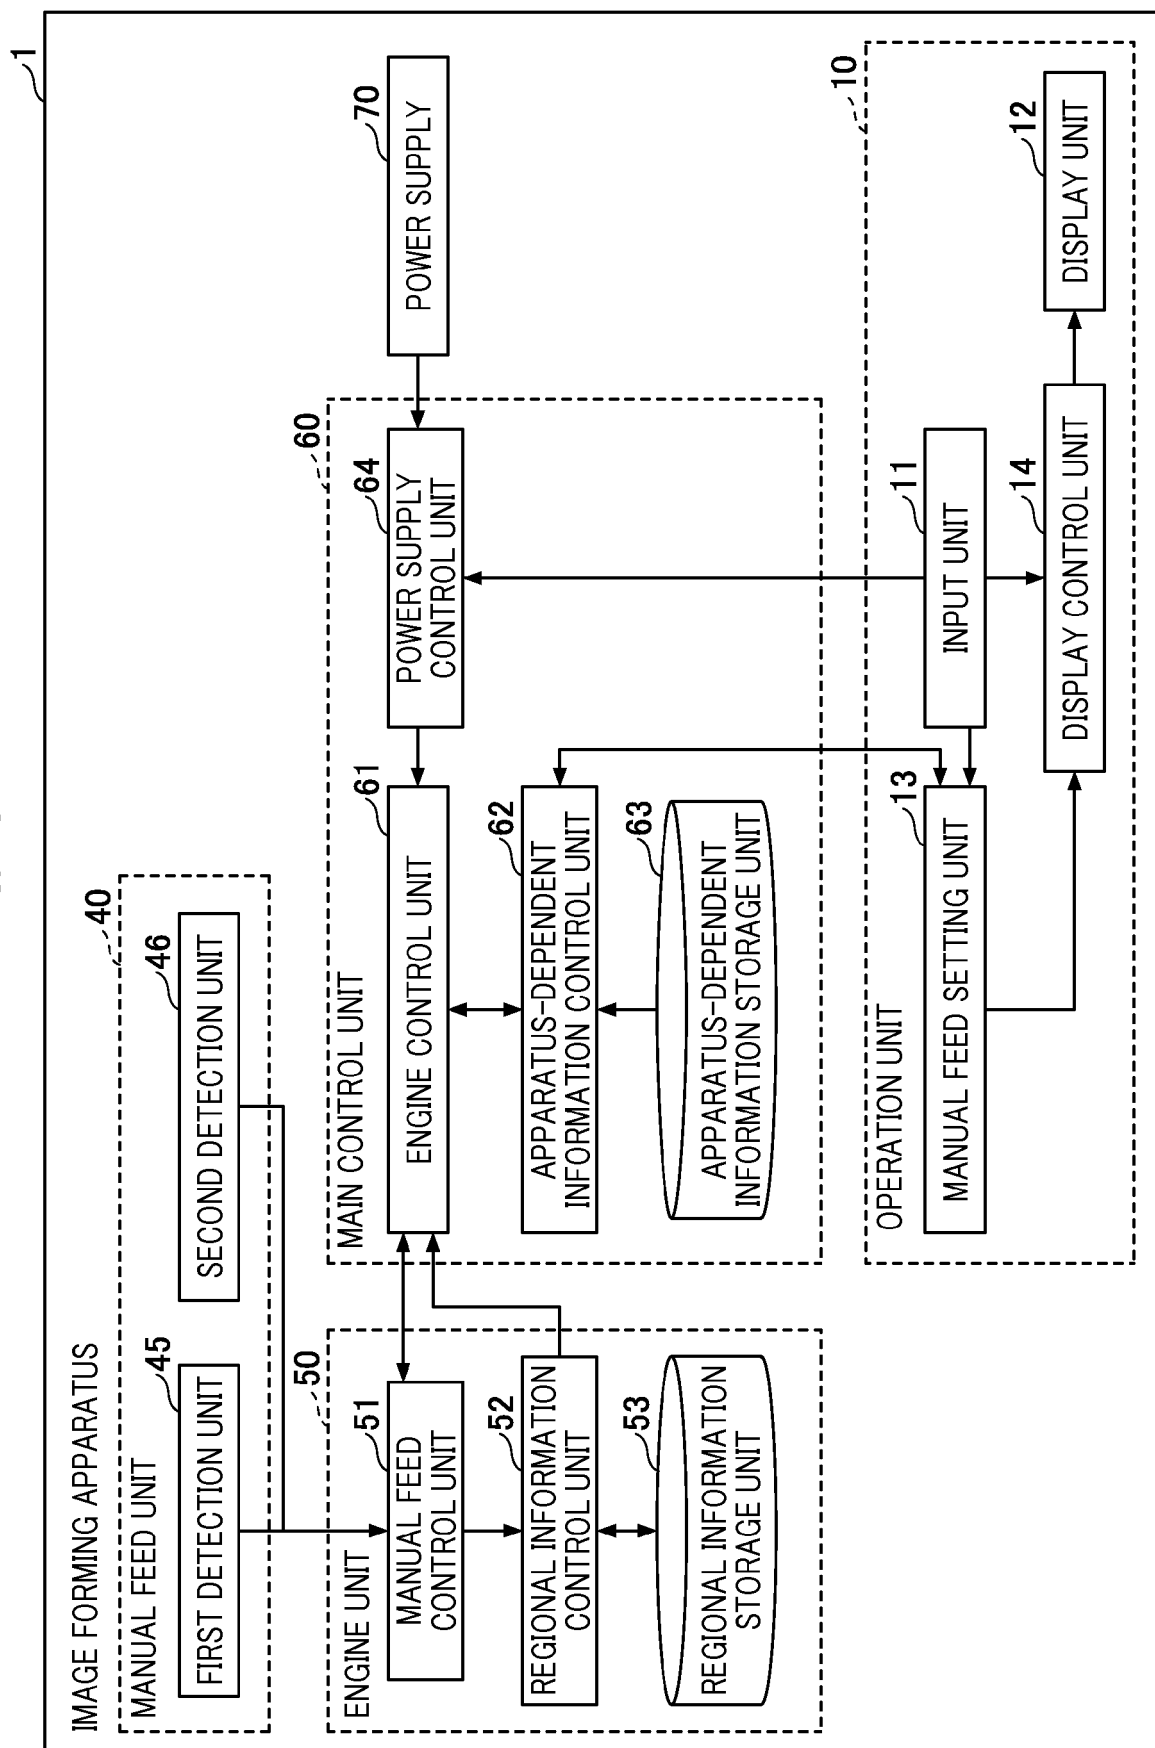 1
IMAGE FORMING APPARATUS
40
MANUAL FEED UNIT
45
FIRST DETECTION UNIT
46
SECOND DETECTION UNIT
50
ENGINE UNIT
51
MANUAL FEED
CONTROL UNIT
52
REGIONAL INFORMATION
CONTROL UNIT
53
REGIONAL INFORMATION
STORAGE UNIT
60
MAIN CONTROL UNIT
61
ENGINE CONTROL UNIT
62
APPARATUS-DEPENDENT
INFORMATION CONTROL UNIT
63
APPARATUS-DEPENDENT
INFORMATION STORAGE UNIT
64
POWER SUPPLY
CONTROL UNIT
70
POWER SUPPLY
10
OPERATION UNIT
13
MANUAL FEED SETTING UNIT
11
INPUT UNIT
14
DISPLAY CONTROL UNIT
12
DISPLAY UNIT